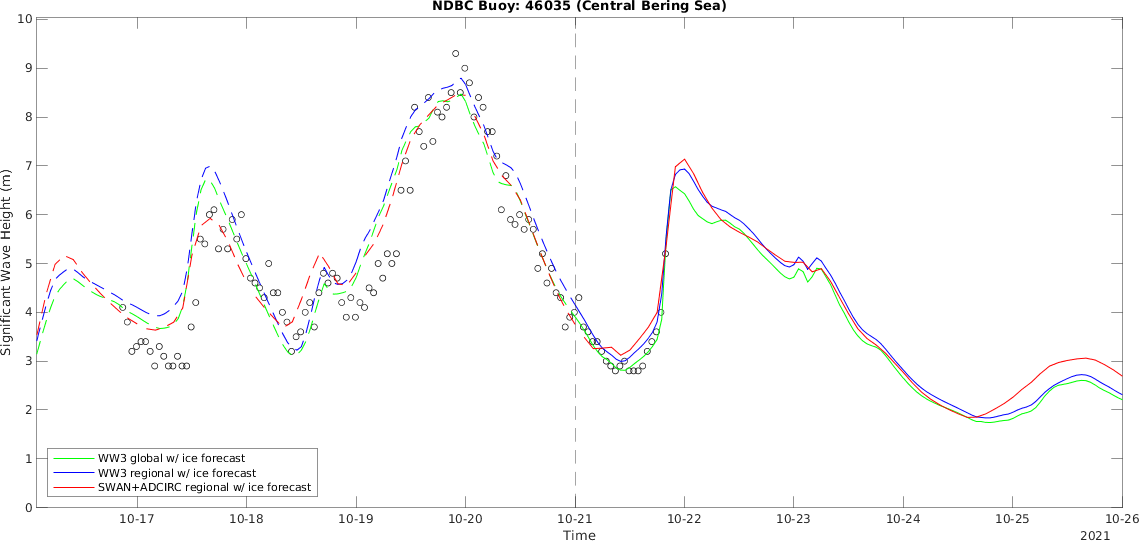 NDBC Buoy: 46035 (Central Bering Sea)
10
9
8
7
6
5
4
3
2
1
0
Significant Wave Height (m)
WW3 global w/ ice forecast
WW3 regional w/ ice forecast
SWAN+ADCIRC regional w/ ice forecast
10-17 10-18 10-19 10-20 10-21 10-22 10-23 10-24 10-25 10-26
Time
2021